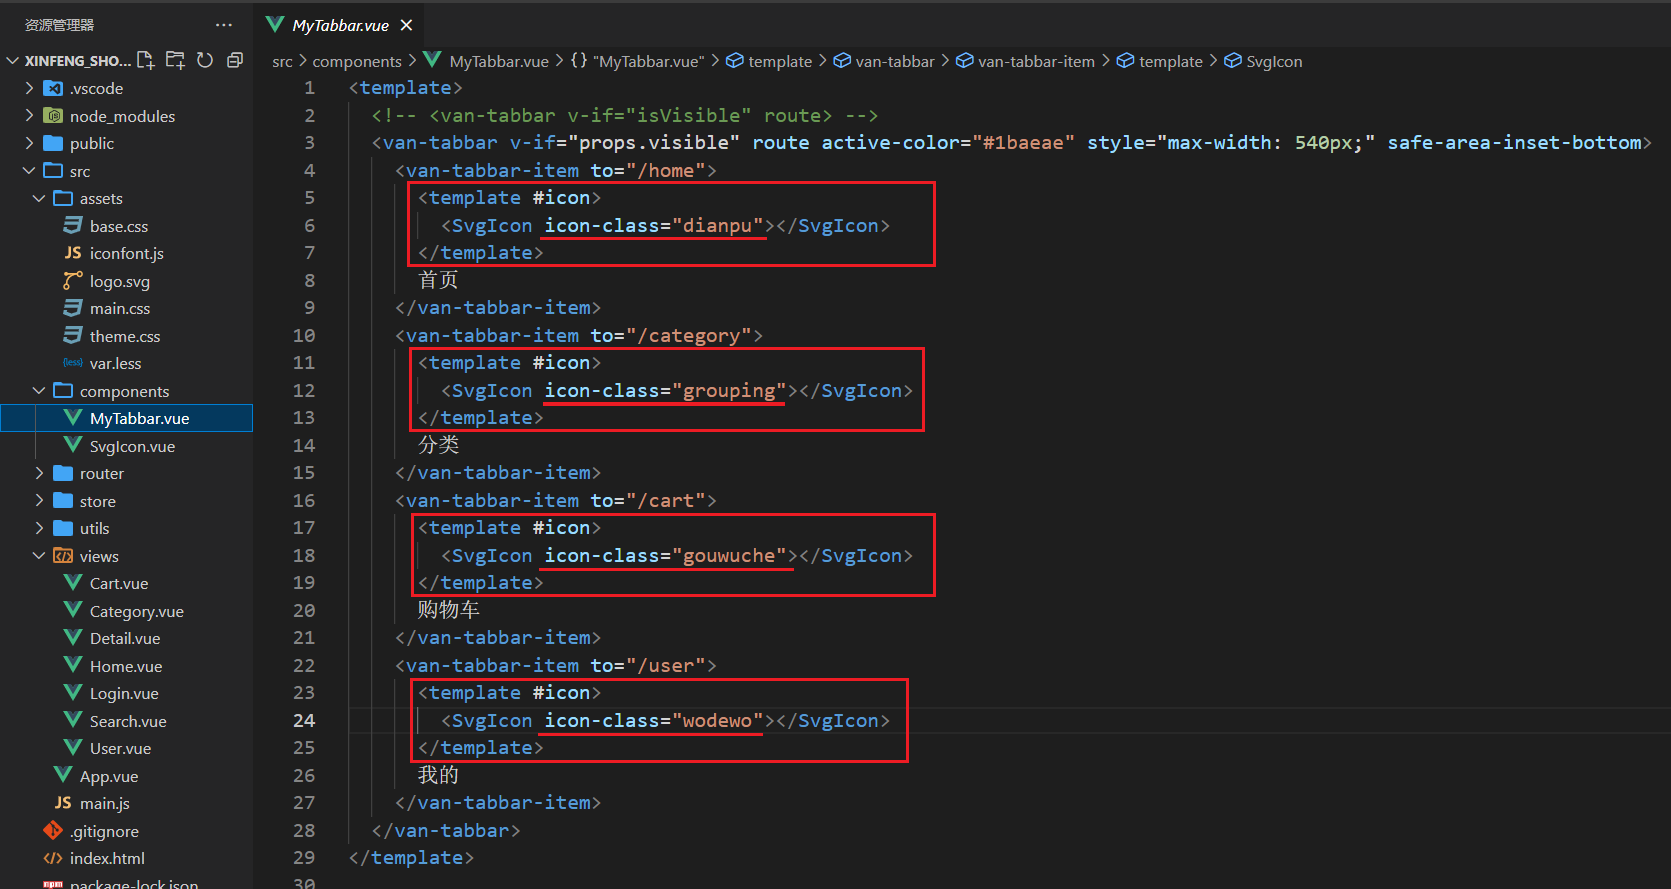 资源管理器 ···
MyTabbar.vue ×
XINFENG_SHO...
src > components > MyTabbar.vue > {} "MyTabbar.vue" > template > van-tabbar > van-tabbar-item > template > SvgIcon
.vscode
node_modules
public
src
assets
base.css
JS iconfont.js
logo.svg
main.css
theme.css
{less} var.less
components
MyTabbar.vue
SvgIcon.vue
router
store
utils
views
Cart.vue
Category.vue
Detail.vue
Home.vue
Login.vue
Search.vue
User.vue
App.vue
JS main.js
.gitignore
index.html
npm package-lock.json
1 <template>
2 <!-- <van-tabbar v-if="isVisible" route> -->
3 <van-tabbar v-if="props.visible" route active-color="#1baeae" style="max-width: 540px;" safe-area-inset-bottom>
4 <van-tabbar-item to="/home">
5 <template #icon>
6 <SvgIcon icon-class="dianpu"></SvgIcon>
7 </template>
8 首页
9 </van-tabbar-item>
10 <van-tabbar-item to="/category">
11 <template #icon>
12 <SvgIcon icon-class="grouping"></SvgIcon>
13 </template>
14 分类
15 </van-tabbar-item>
16 <van-tabbar-item to="/cart">
17 <template #icon>
18 <SvgIcon icon-class="gouwuche"></SvgIcon>
19 </template>
20 购物车
21 </van-tabbar-item>
22 <van-tabbar-item to="/user">
23 <template #icon>
24 <SvgIcon icon-class="wodewo"></SvgIcon>
25 </template>
26 我的
27 </van-tabbar-item>
28 </van-tabbar>
29 </template>
30